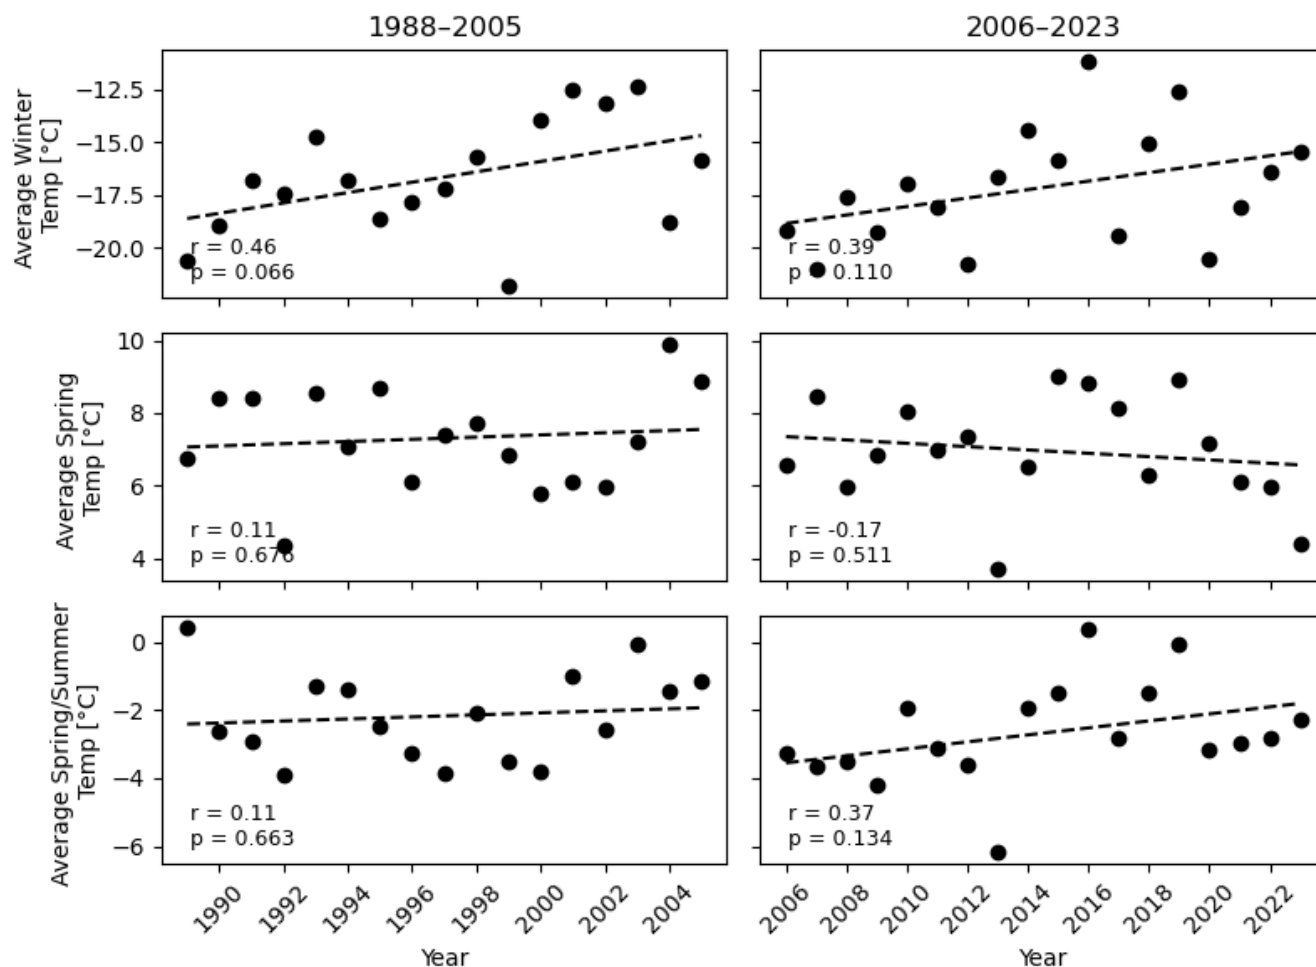 1988–2005
2006–2023
Average Winter
Temp [°C]
−12.5
−15.0
−17.5
−20.0
r = 0.46
p = 0.066
r = 0.39
p 0.110
Average Spring
Temp [°C]
10
8
6
4
r = 0.11
p = 0.676
r = -0.17
p = 0.511
Average Spring/Summer
Temp [°C]
0
−2
−4
−6
r = 0.11
p = 0.663
r = 0.37
p = 0.134
1990
1992
1994
1996
1998
2000
2002
2004
2006
2008
2010
2012
2014
2016
2018
2020
2022
Year
Year